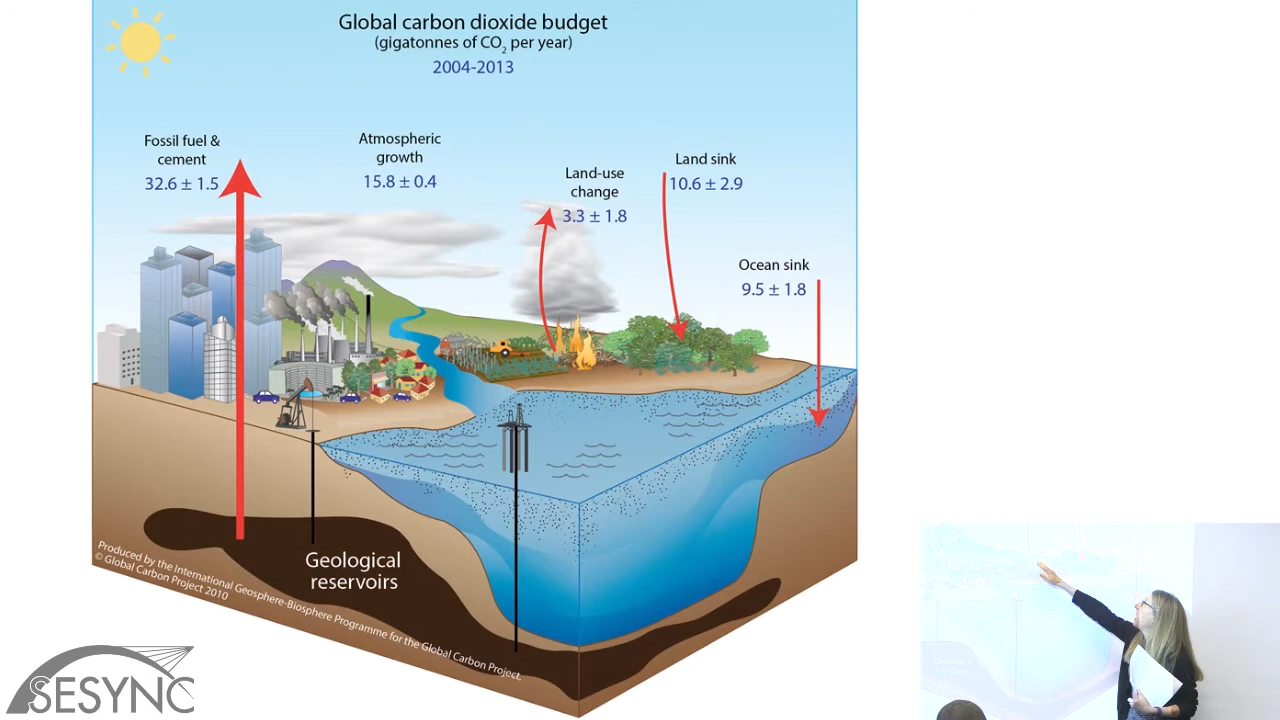 Global carbon dioxide budget
(gigatonnes of CO₂ per year)
2004-2013
Fossil fuel &
cement
32.6 ± 1.5
Atmospheric
growth
15.8 ± 0.4
Land-use
change
3.3 ± 1.8
Land sink
10.6 ± 2.9
Ocean sink
9.5 ± 1.8
Geological
reservoirs
Produced by the International Geosphere-Biosphere Programme for the Global Carbon Project.
© Global Carbon Project 2010
SESYNC